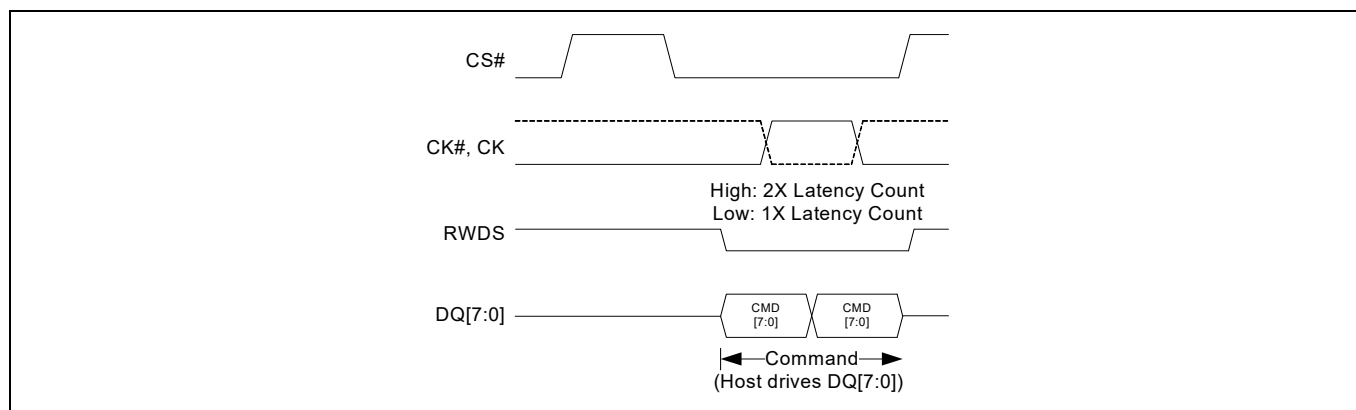 CS#
CK#, CK
High: 2X Latency Count
Low: 1X Latency Count
RWDS
DQ[7:0]
CMD
[7:0]
CMD
[7:0]
Command
(Host drives DQ[7:0])